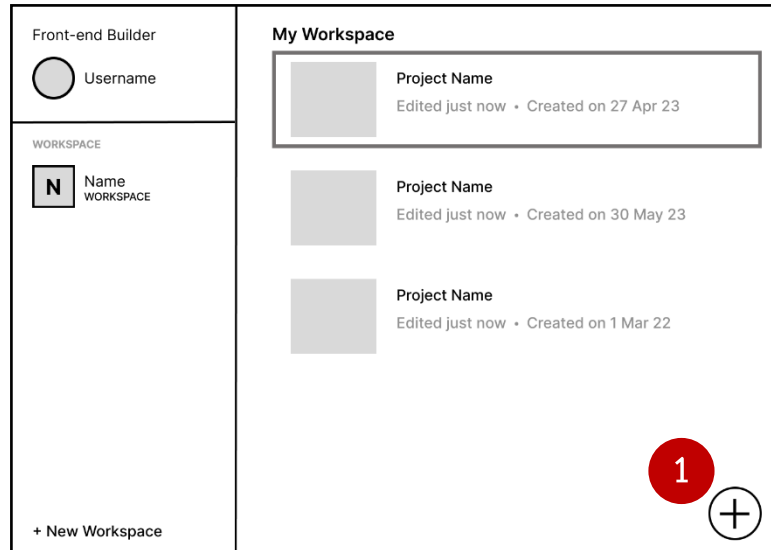 Front-end Builder
Username
WORKSPACE
N
Name
WORKSPACE
+ New Workspace
My Workspace
Project Name
Edited just now • Created on 27 Apr 23
Project Name
Edited just now • Created on 30 May 23
Project Name
Edited just now • Created on 1 Mar 22
1